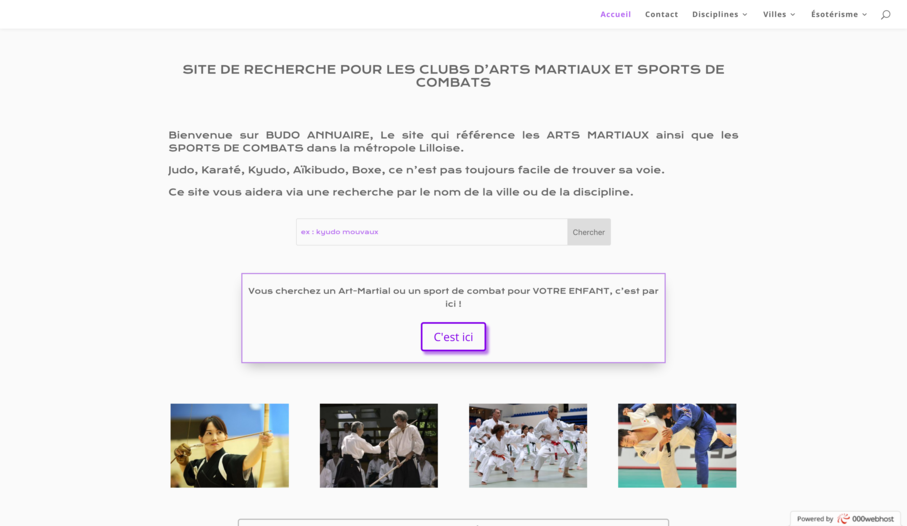 Accueil Contact Disciplines Villes Ésotérisme
SITE DE RECHERCHE POUR LES CLUBS D'ARTS MARTIAUX ET SPORTS DE
COMBATS
Bienvenue sur BUDO ANNUAIRE, Le site qui référence les ARTS MARTIAUX ainsi que les
SPORTS DE COMBATS dans la métropole Lilloise.
Judo, Karaté, Kyudo, Aïkibudo, Boxe, ce n'est pas toujours facile de trouver sa voie.
Ce site vous aidera via une recherche par le nom de la ville ou de la discipline.
ex : kyudo mouvaux Chercher
Vous cherchez un Art-Martial ou un sport de combat pour VOTRE ENFANT, c'est par
ici !
C'est ici
Powered by 000webhost